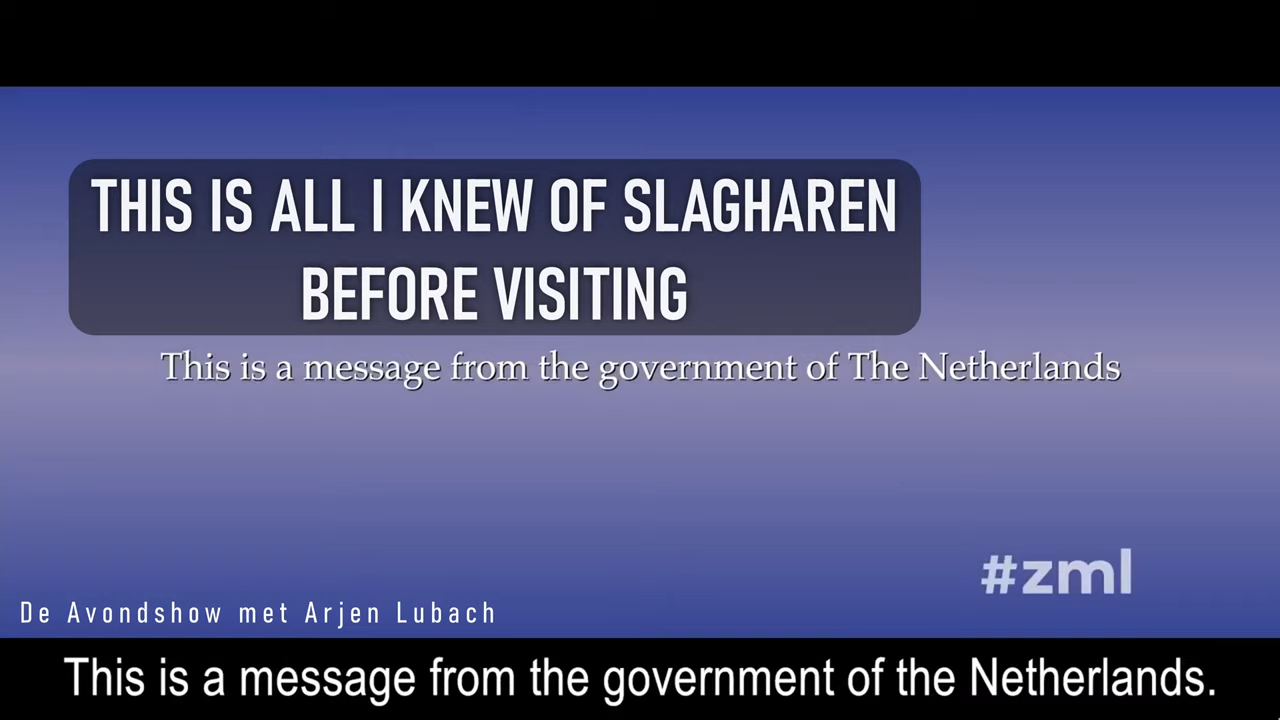 THIS IS ALL I KNEW OF SLAGHAREN
BEFORE VISITING
This is a message from the government of The Netherlands
#zml
De Avondshow met Arjen Lubach
This is a message from the government of the Netherlands.